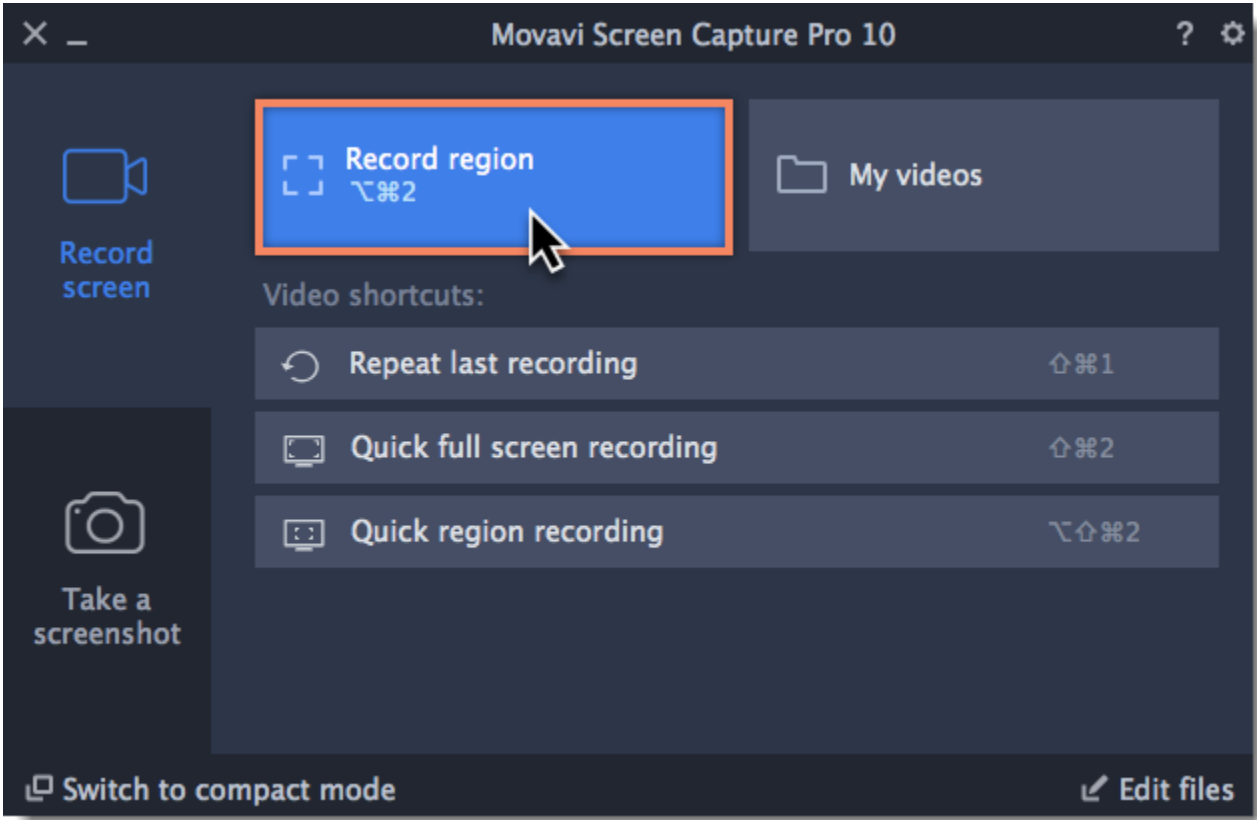 Movavi Screen Capture Pro 10
?
Record region
⌥⌘2
My videos
Record
screen
Video shortcuts:
Repeat last recording ⇧⌘1
Quick full screen recording ⇧⌘2
Quick region recording ⌥⇧⌘2
Take a
screenshot
Switch to compact mode
Edit files